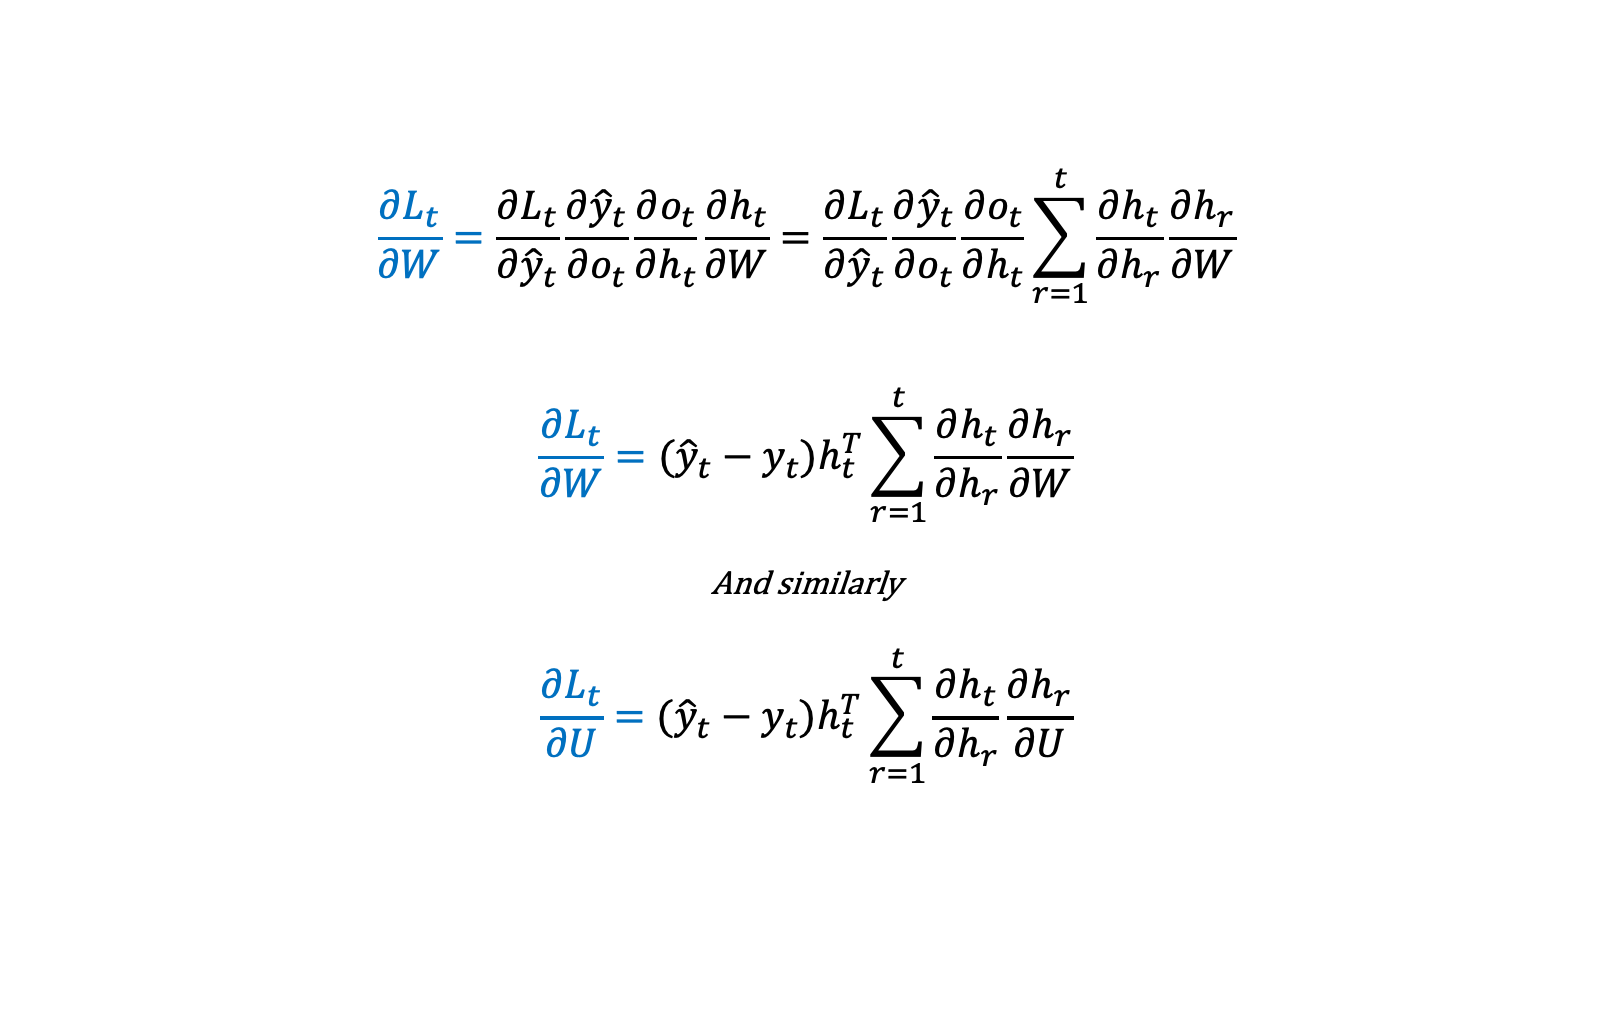 ∂L_t/∂W = ∂L_t/∂ŷ_t ∂ŷ_t/∂o_t ∂o_t/∂h_t ∂h_t/∂W = ∂L_t/∂ŷ_t ∂ŷ_t/∂o_t ∂o_t/∂h_t ∑_{r=1}^{t} ∂h_t/∂h_r ∂h_r/∂W
∂L_t/∂W = (ŷ_t − y_t)h_t^T ∑_{r=1}^{t} ∂h_t/∂h_r ∂h_r/∂W
And similarly
∂L_t/∂U = (ŷ_t − y_t)h_t^T ∑_{r=1}^{t} ∂h_t/∂h_r ∂h_r/∂U